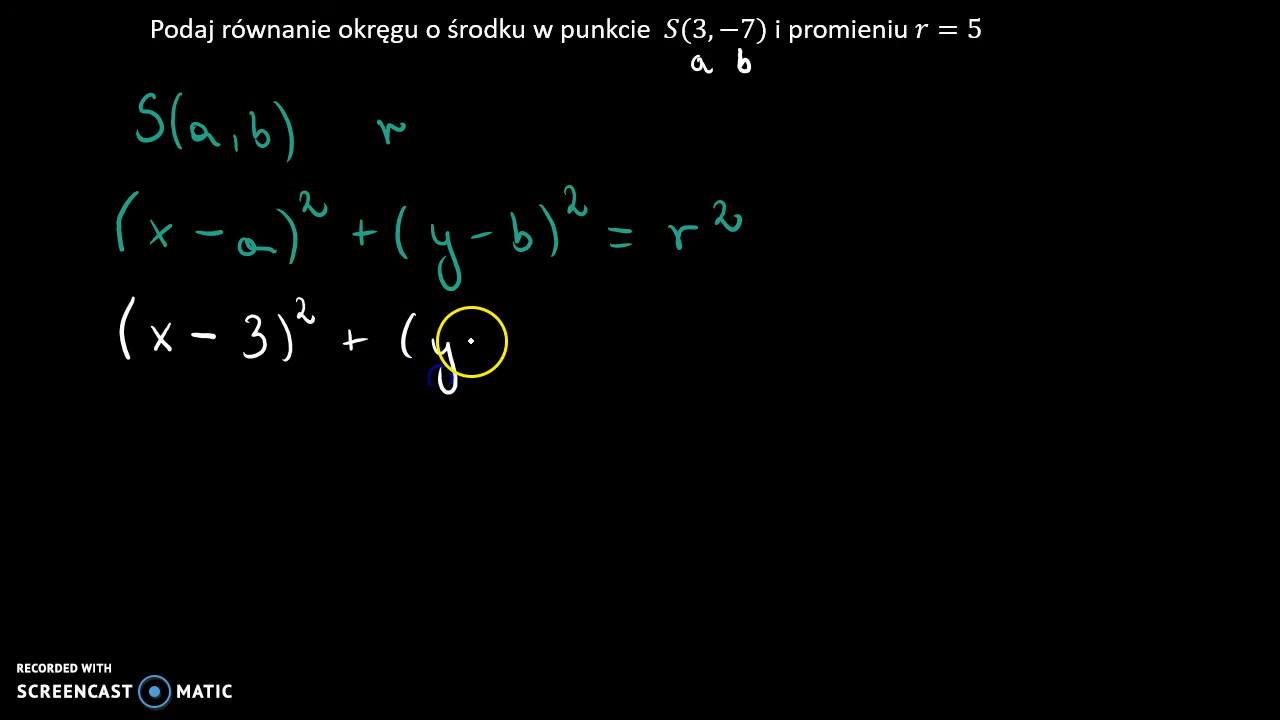 Podaj równanie okręgu o środku w punkcie S(3, −7) i promieniu r = 5
a b
S(a, b) r
(x − a)² + (y − b)² = r²
(x − 3)² + (y
RECORDED WITH
SCREENCAST MATIC